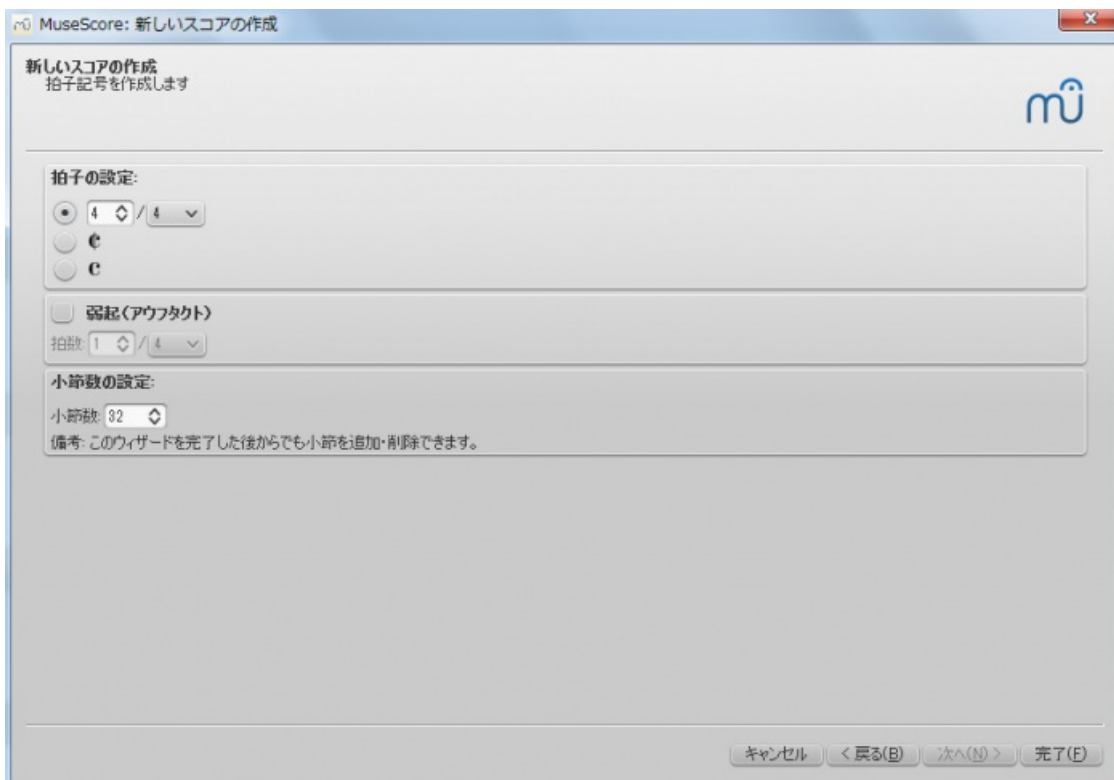 MuseScore: 新しいスコアの作成
新しいスコアの作成
拍子記号を作成します
拍子の設定:
4 / 4
¢
c
弱起(アウフタクト)
拍数: 1 / 4
小節数の設定:
小節数: 32
備考: このウィザードを完了した後からでも小節を追加・削除できます。
キャンセル < 戻る(B) 次へ(N) > 完了(F)